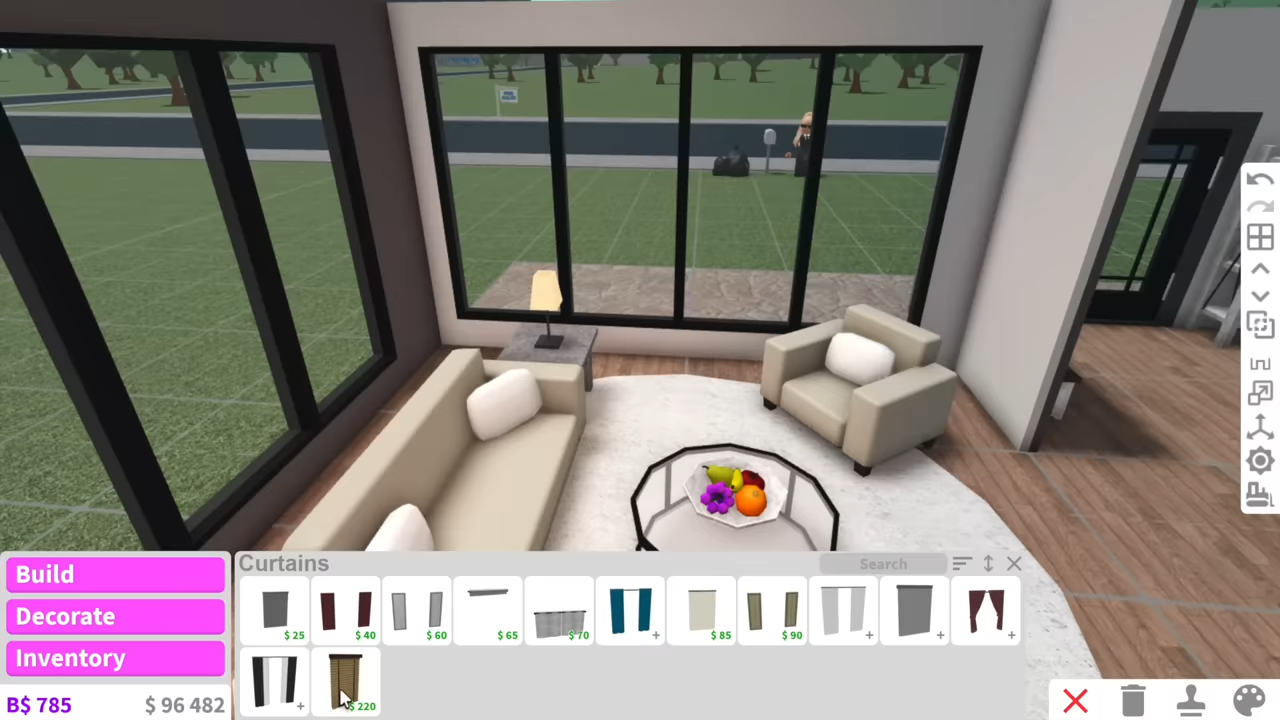 Curtains
Search
Build
Decorate
Inventory
B$ 785
$ 96 482
$ 25
$ 40
$ 60
$ 65
$ 70
+
$ 85
$ 90
+
+
+
+
$ 220